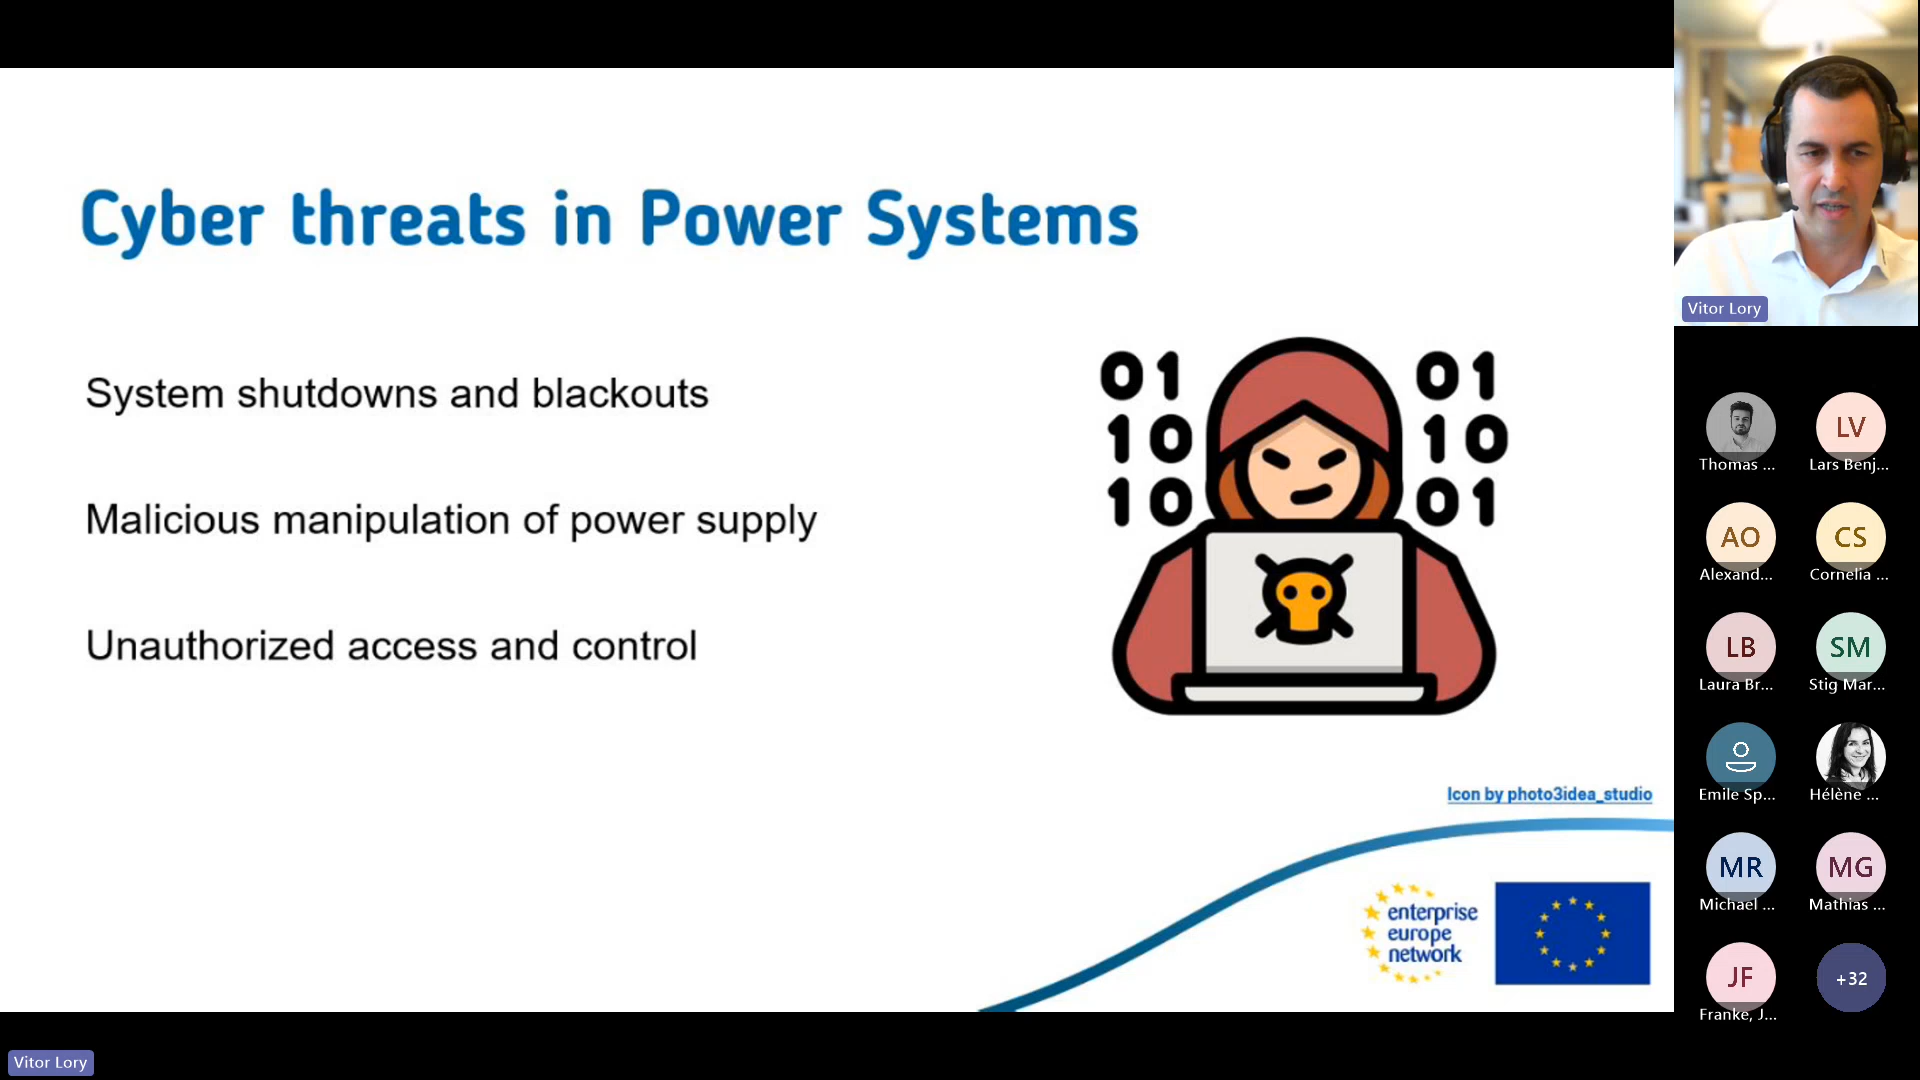 Cyber threats in Power Systems
System shutdowns and blackouts
Malicious manipulation of power supply
Unauthorized access and control
01
10
10
01
10
01
Icon by photo3idea_studio
enterprise
europe
network
Vitor Lory
Vitor Lory
Thomas ...
LV
Lars Benj...
AO
Alexand...
CS
Cornelia ...
LB
Laura Br...
SM
Stig Mar...
Emile Sp...
Hélène ...
MR
Michael ...
MG
Mathias ...
JF
Franke, J...
+32